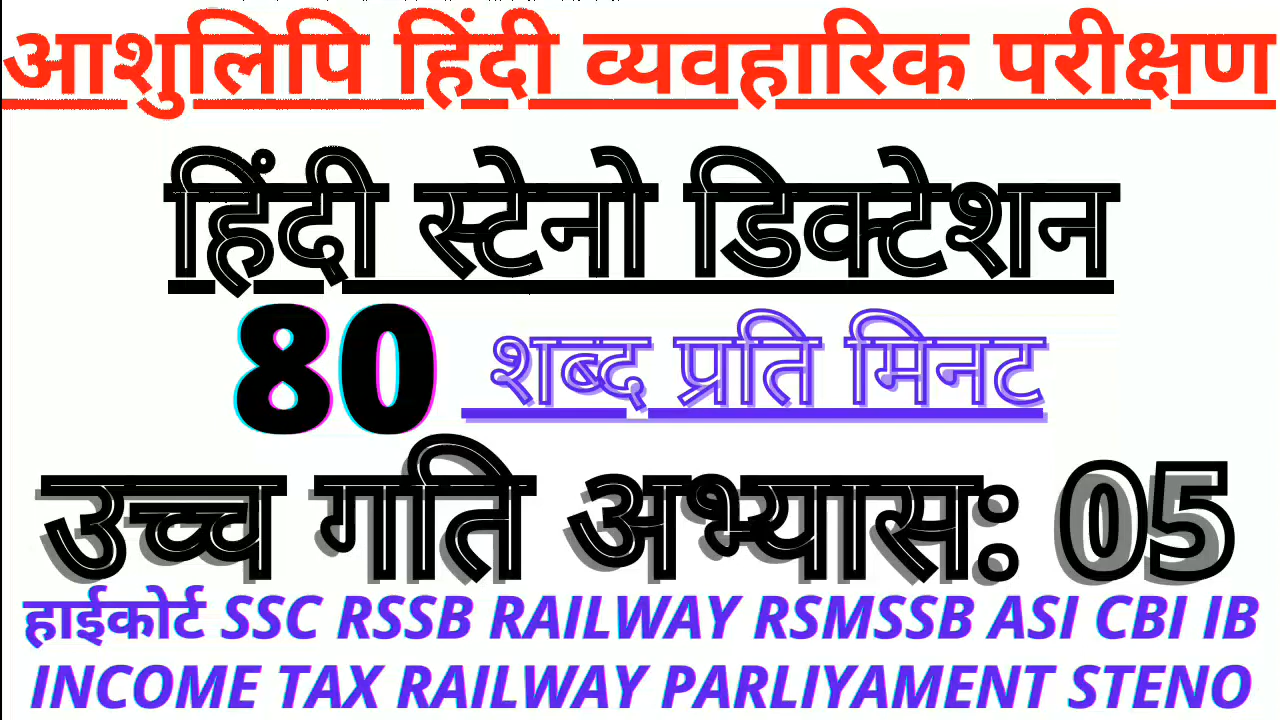 आशुलिपि हिंदी व्यवहारिक परीक्षण
हिंदी स्टेनो डिक्टेशन
80 शब्द प्रति मिनट
उच्च गति अभ्यास: 05
हाईकोर्ट SSC RSSB RAILWAY RSMSSB ASI CBI IB
INCOME TAX RAILWAY PARLIYAMENT STENO